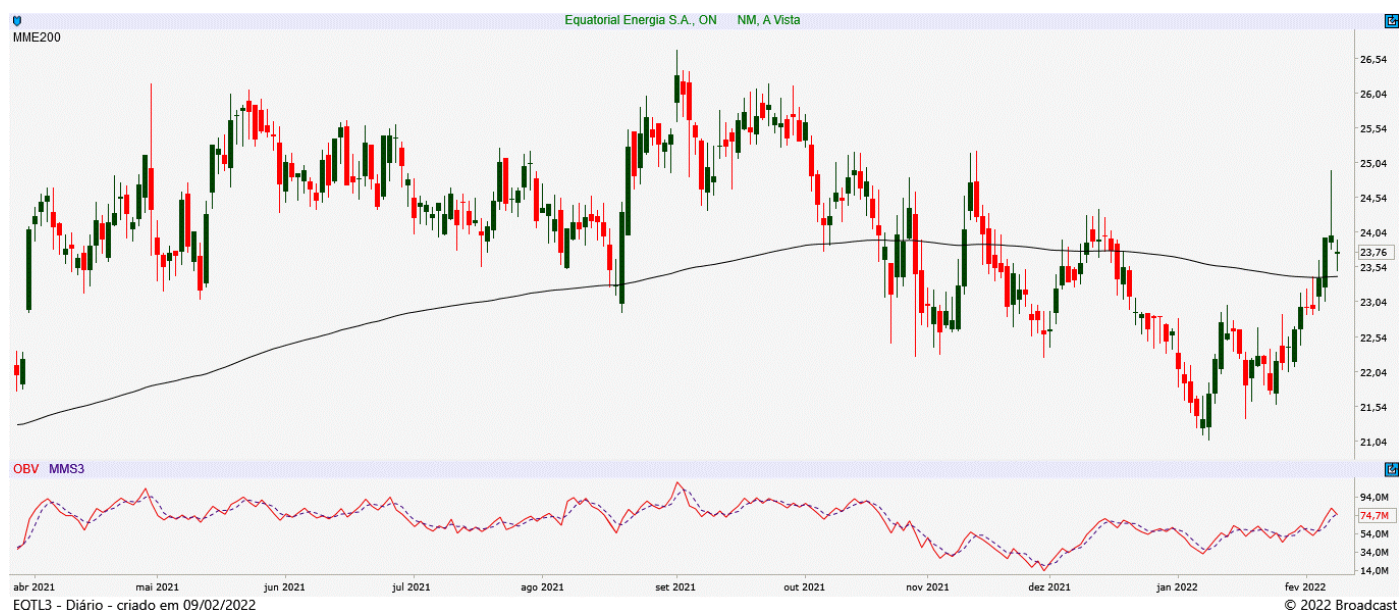 Equatorial Energia S.A., ON NM, A Vista
MME200
26,54
26,04
25,54
25,04
24,54
24,04
23,76
23,54
23,04
22,54
22,04
21,54
21,04
OBV MMS3
94,0M
74,7M
54,0M
34,0M
14,0M
abr 2021 mai 2021 jun 2021 jul 2021 ago 2021 set 2021 out 2021 nov 2021 dez 2021 jan 2022 fev 2022
EQTL3 - Diário - criado em 09/02/2022 © 2022 Broadcast